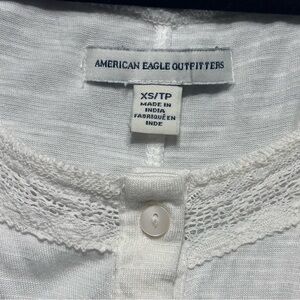 AMERICAN EAGLE OUTFITTERS
XS/TP
MADE IN
INDIA
FABRIQUÉ EN
INDE